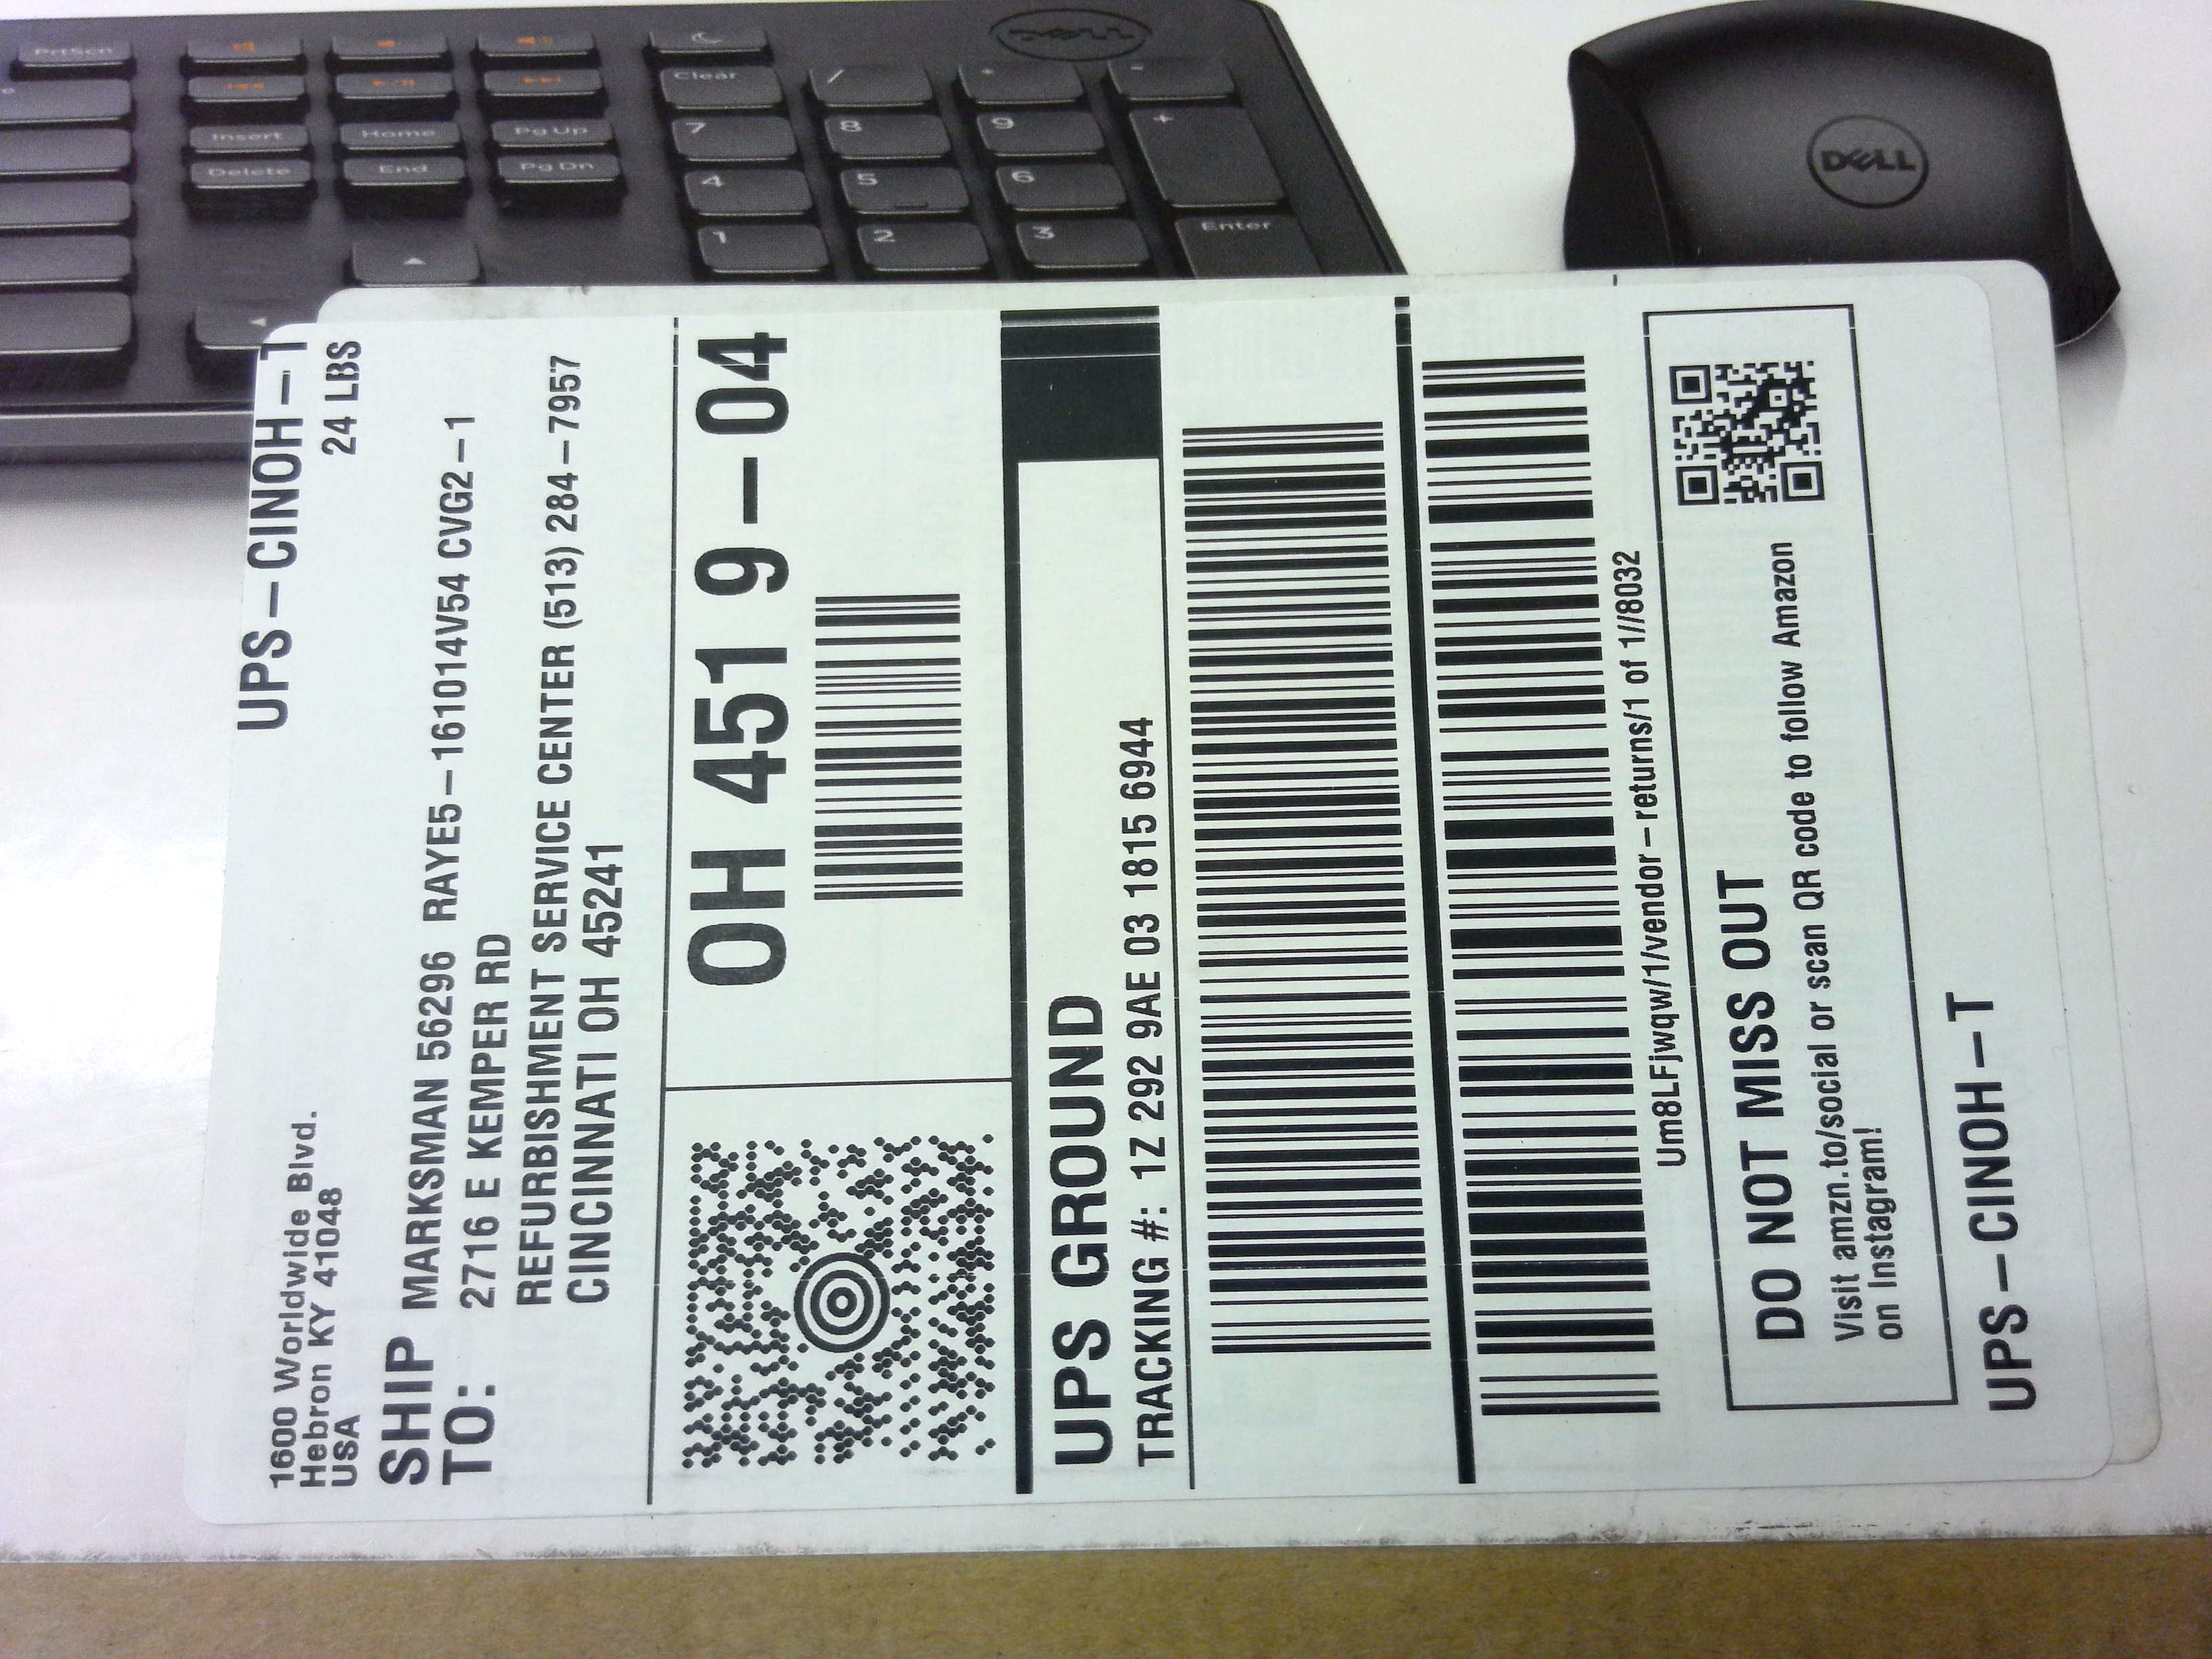 PrtScn
Insert Home Pg Up
Delete End Pg Dn
Clear / * -
7 8 9 +
4 5 6
1 2 3 Enter
DELL
DELL
UPS-CINOH-T
24 LBS
1600 Worldwide Blvd.
Hebron KY 41048
USA
SHIP
TO:
MARKSMAN 56296 RAYE5-161014V54 CVG2-1
2716 E KEMPER RD
REFURBISHMENT SERVICE CENTER (513) 284-7957
CINCINNATI OH 45241
OH 451 9-04
UPS GROUND
TRACKING #: 1Z 292 9AE 03 1815 6944
Um8LFjwqw/1/vendor-returns/1 of 1//8032
DO NOT MISS OUT
Visit amzn.to/social or scan QR code to follow Amazon
on Instagram!
UPS-CINOH-T